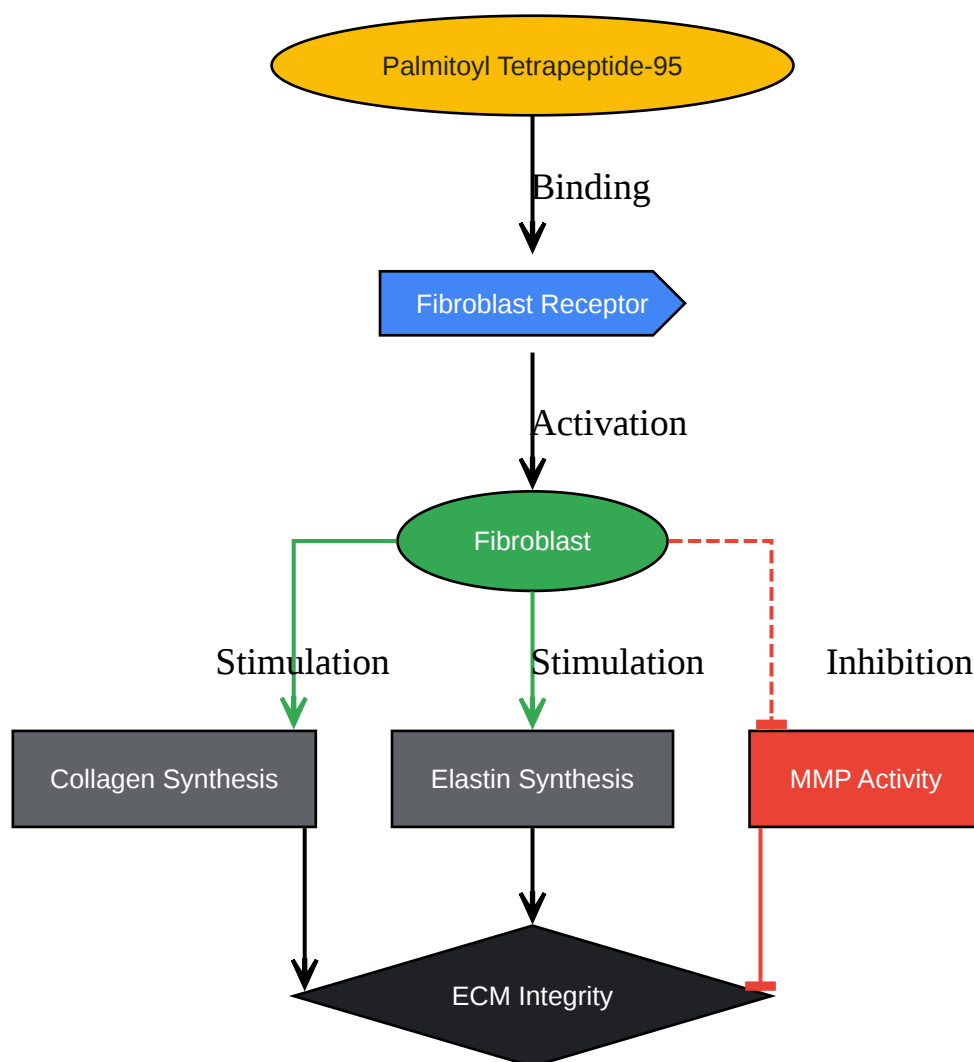 Palmitoyl Tetrapeptide-95
Binding
Fibroblast Receptor
Activation
Fibroblast
Stimulation
Stimulation
Inhibition
Collagen Synthesis
Elastin Synthesis
MMP Activity
ECM Integrity